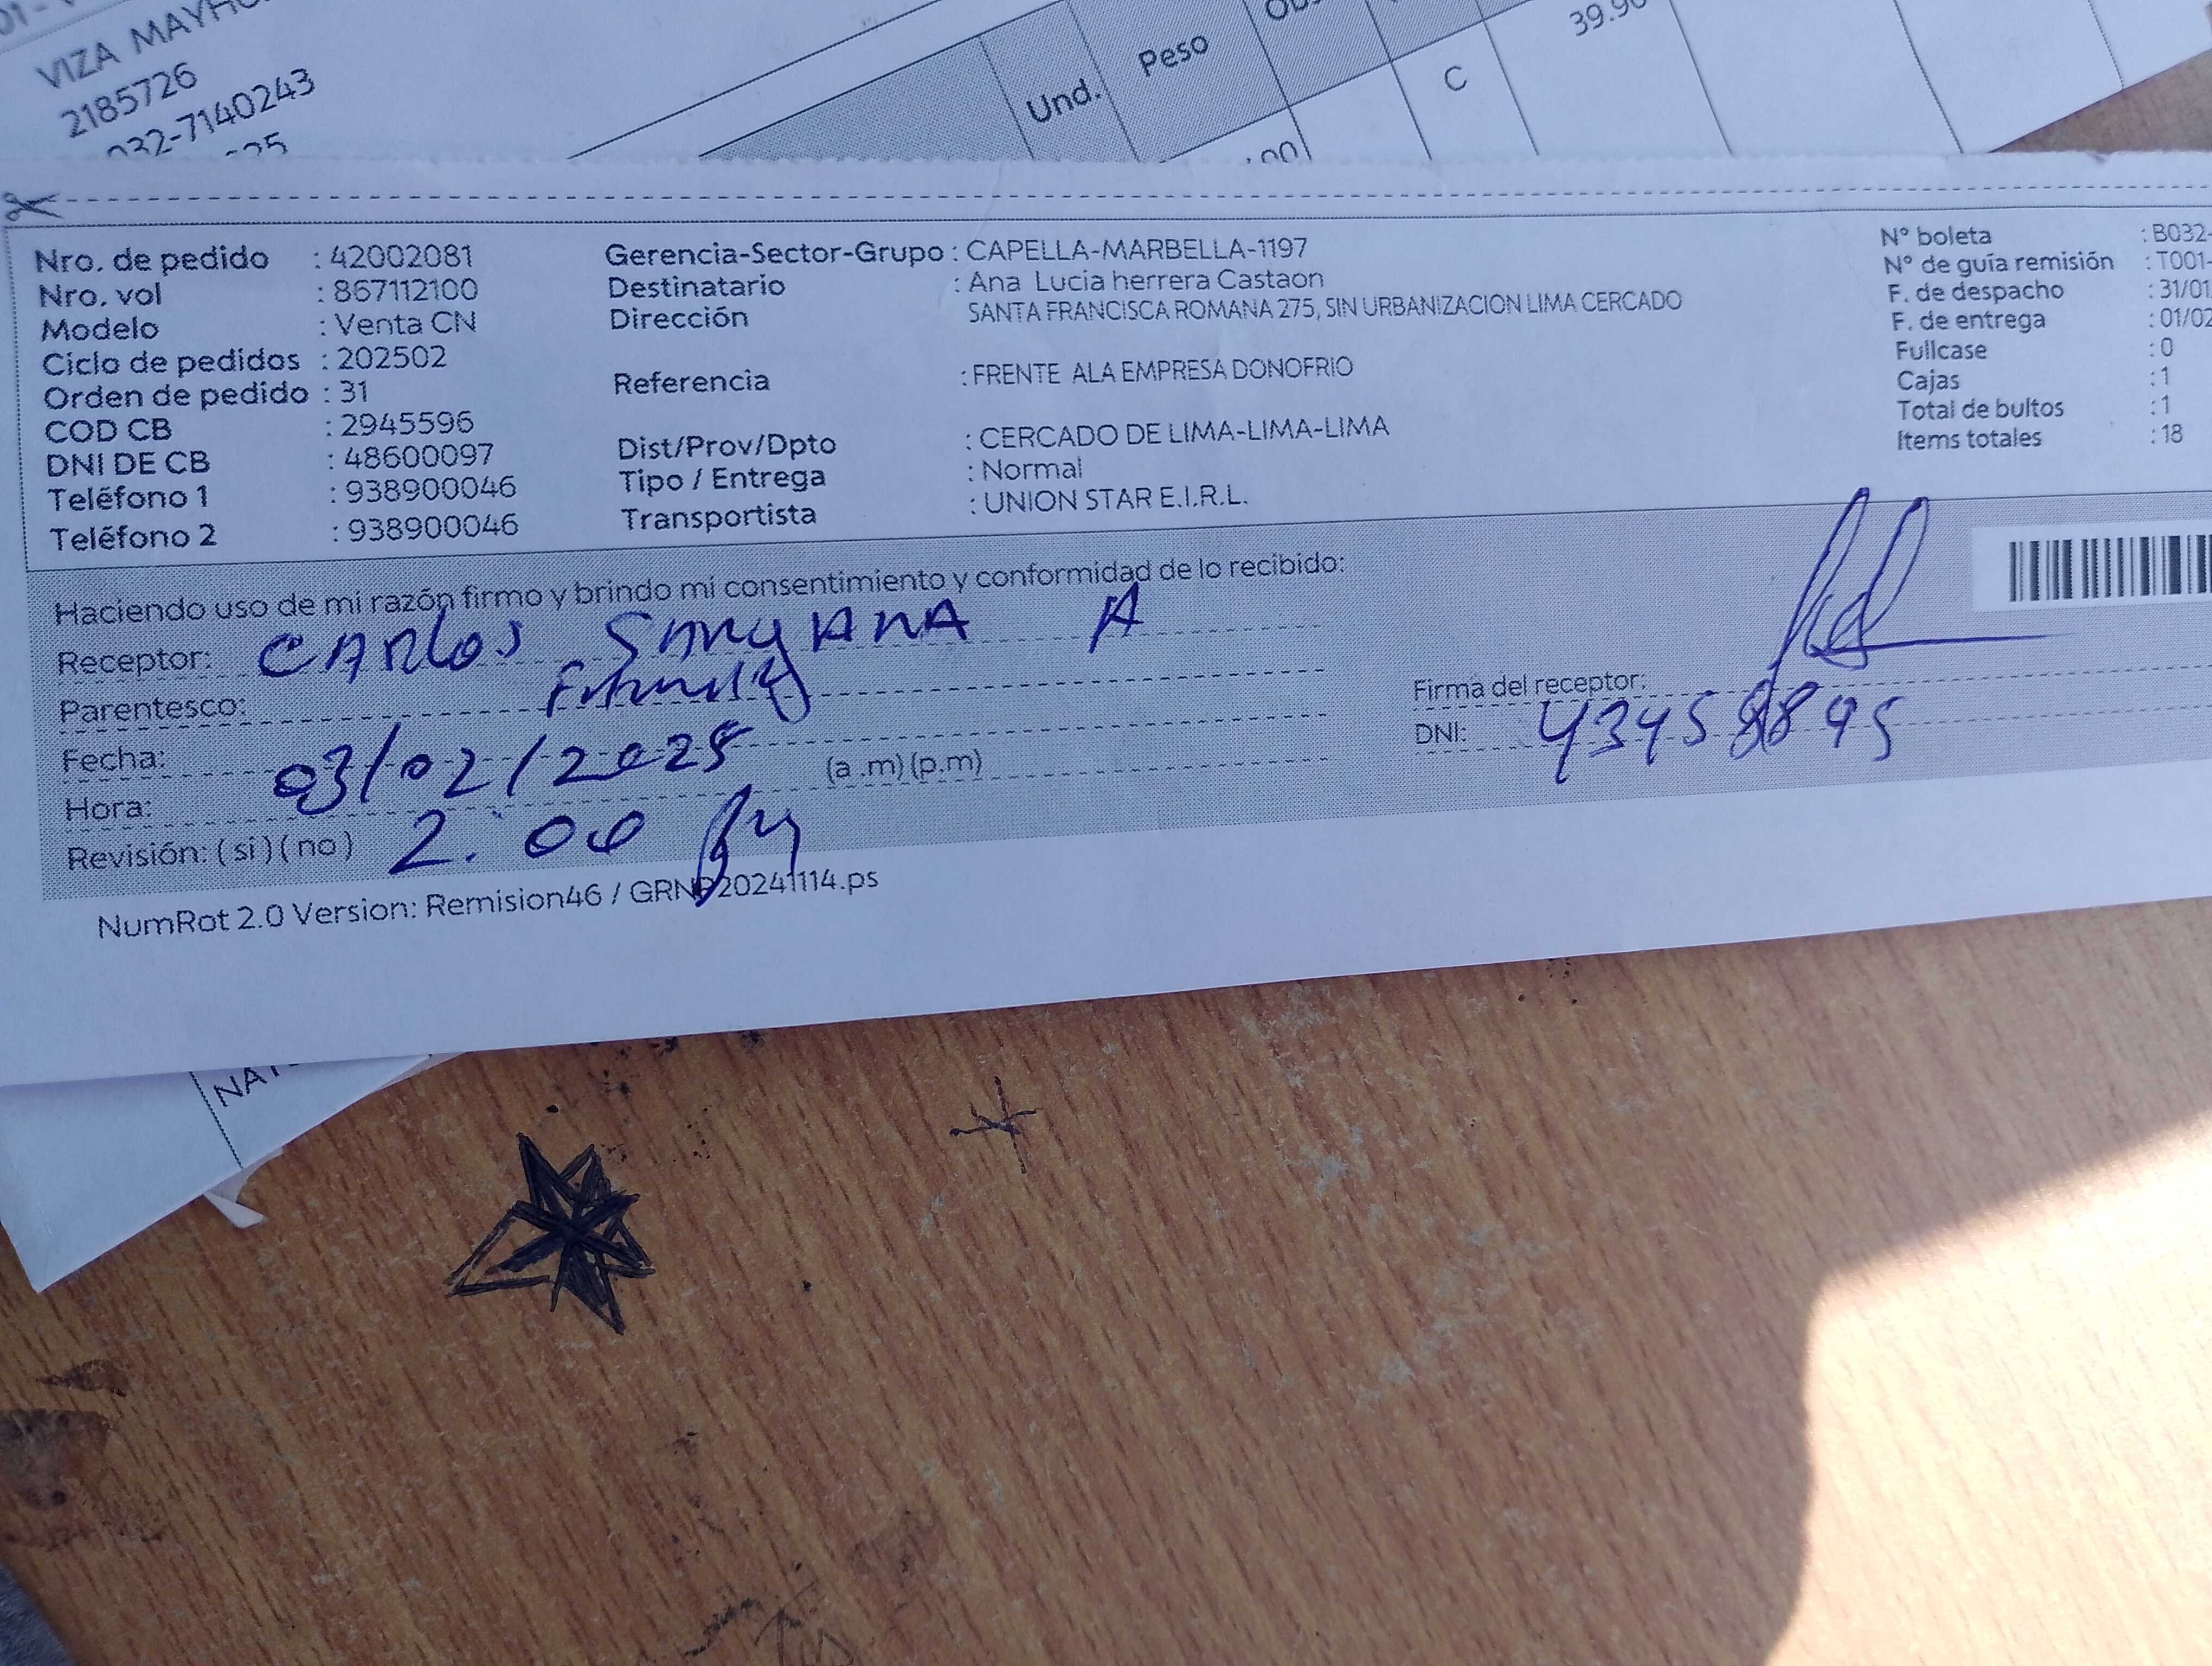 VIZA
2185726
032-7140243
Und.
Peso
C
Nro. de pedido : 42002081
Nro. vol : 867112100
Modelo : Venta CN
Ciclo de pedidos : 202502
Orden de pedido : 31
COD CB : 2945596
DNI DE CB : 48600097
Teléfono 1 : 938900046
Teléfono 2 : 938900046
Gerencia-Sector-Grupo : CAPELLA-MARBELLA-1197
Destinatario : Ana Lucia herrera Castaon
Dirección SANTA FRANCISCA ROMANA 275, SIN URBANIZACION LIMA CERCADO
Referencia : FRENTE ALA EMPRESA DONOFRIO
Dist/Prov/Dpto : CERCADO DE LIMA-LIMA-LIMA
Tipo / Entrega : Normal
Transportista : UNION STAR E.I.R.L.
N° boleta : B032-
N° de guía remisión : T001-
F. de despacho : 31/01
F. de entrega : 01/02
Fullcase : 0
Cajas : 1
Total de bultos : 1
Items totales : 18
Haciendo uso de mi razón firmo y brindo mi consentimiento y conformidad de lo recibido:
Receptor: CARlos A
Parentesco:
Fecha: 03/02/2025
Hora: (a .m) (p.m)
Revisión: ( si ) ( no ) 2:00 pm
Firma del receptor:
DNI: 43458895
NumRot 2.0 Version: Remision46 / GRNP20241114.ps